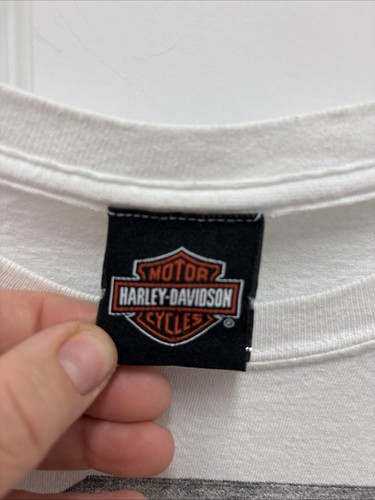 MOTOR
HARLEY-DAVIDSON
CYCLES
®